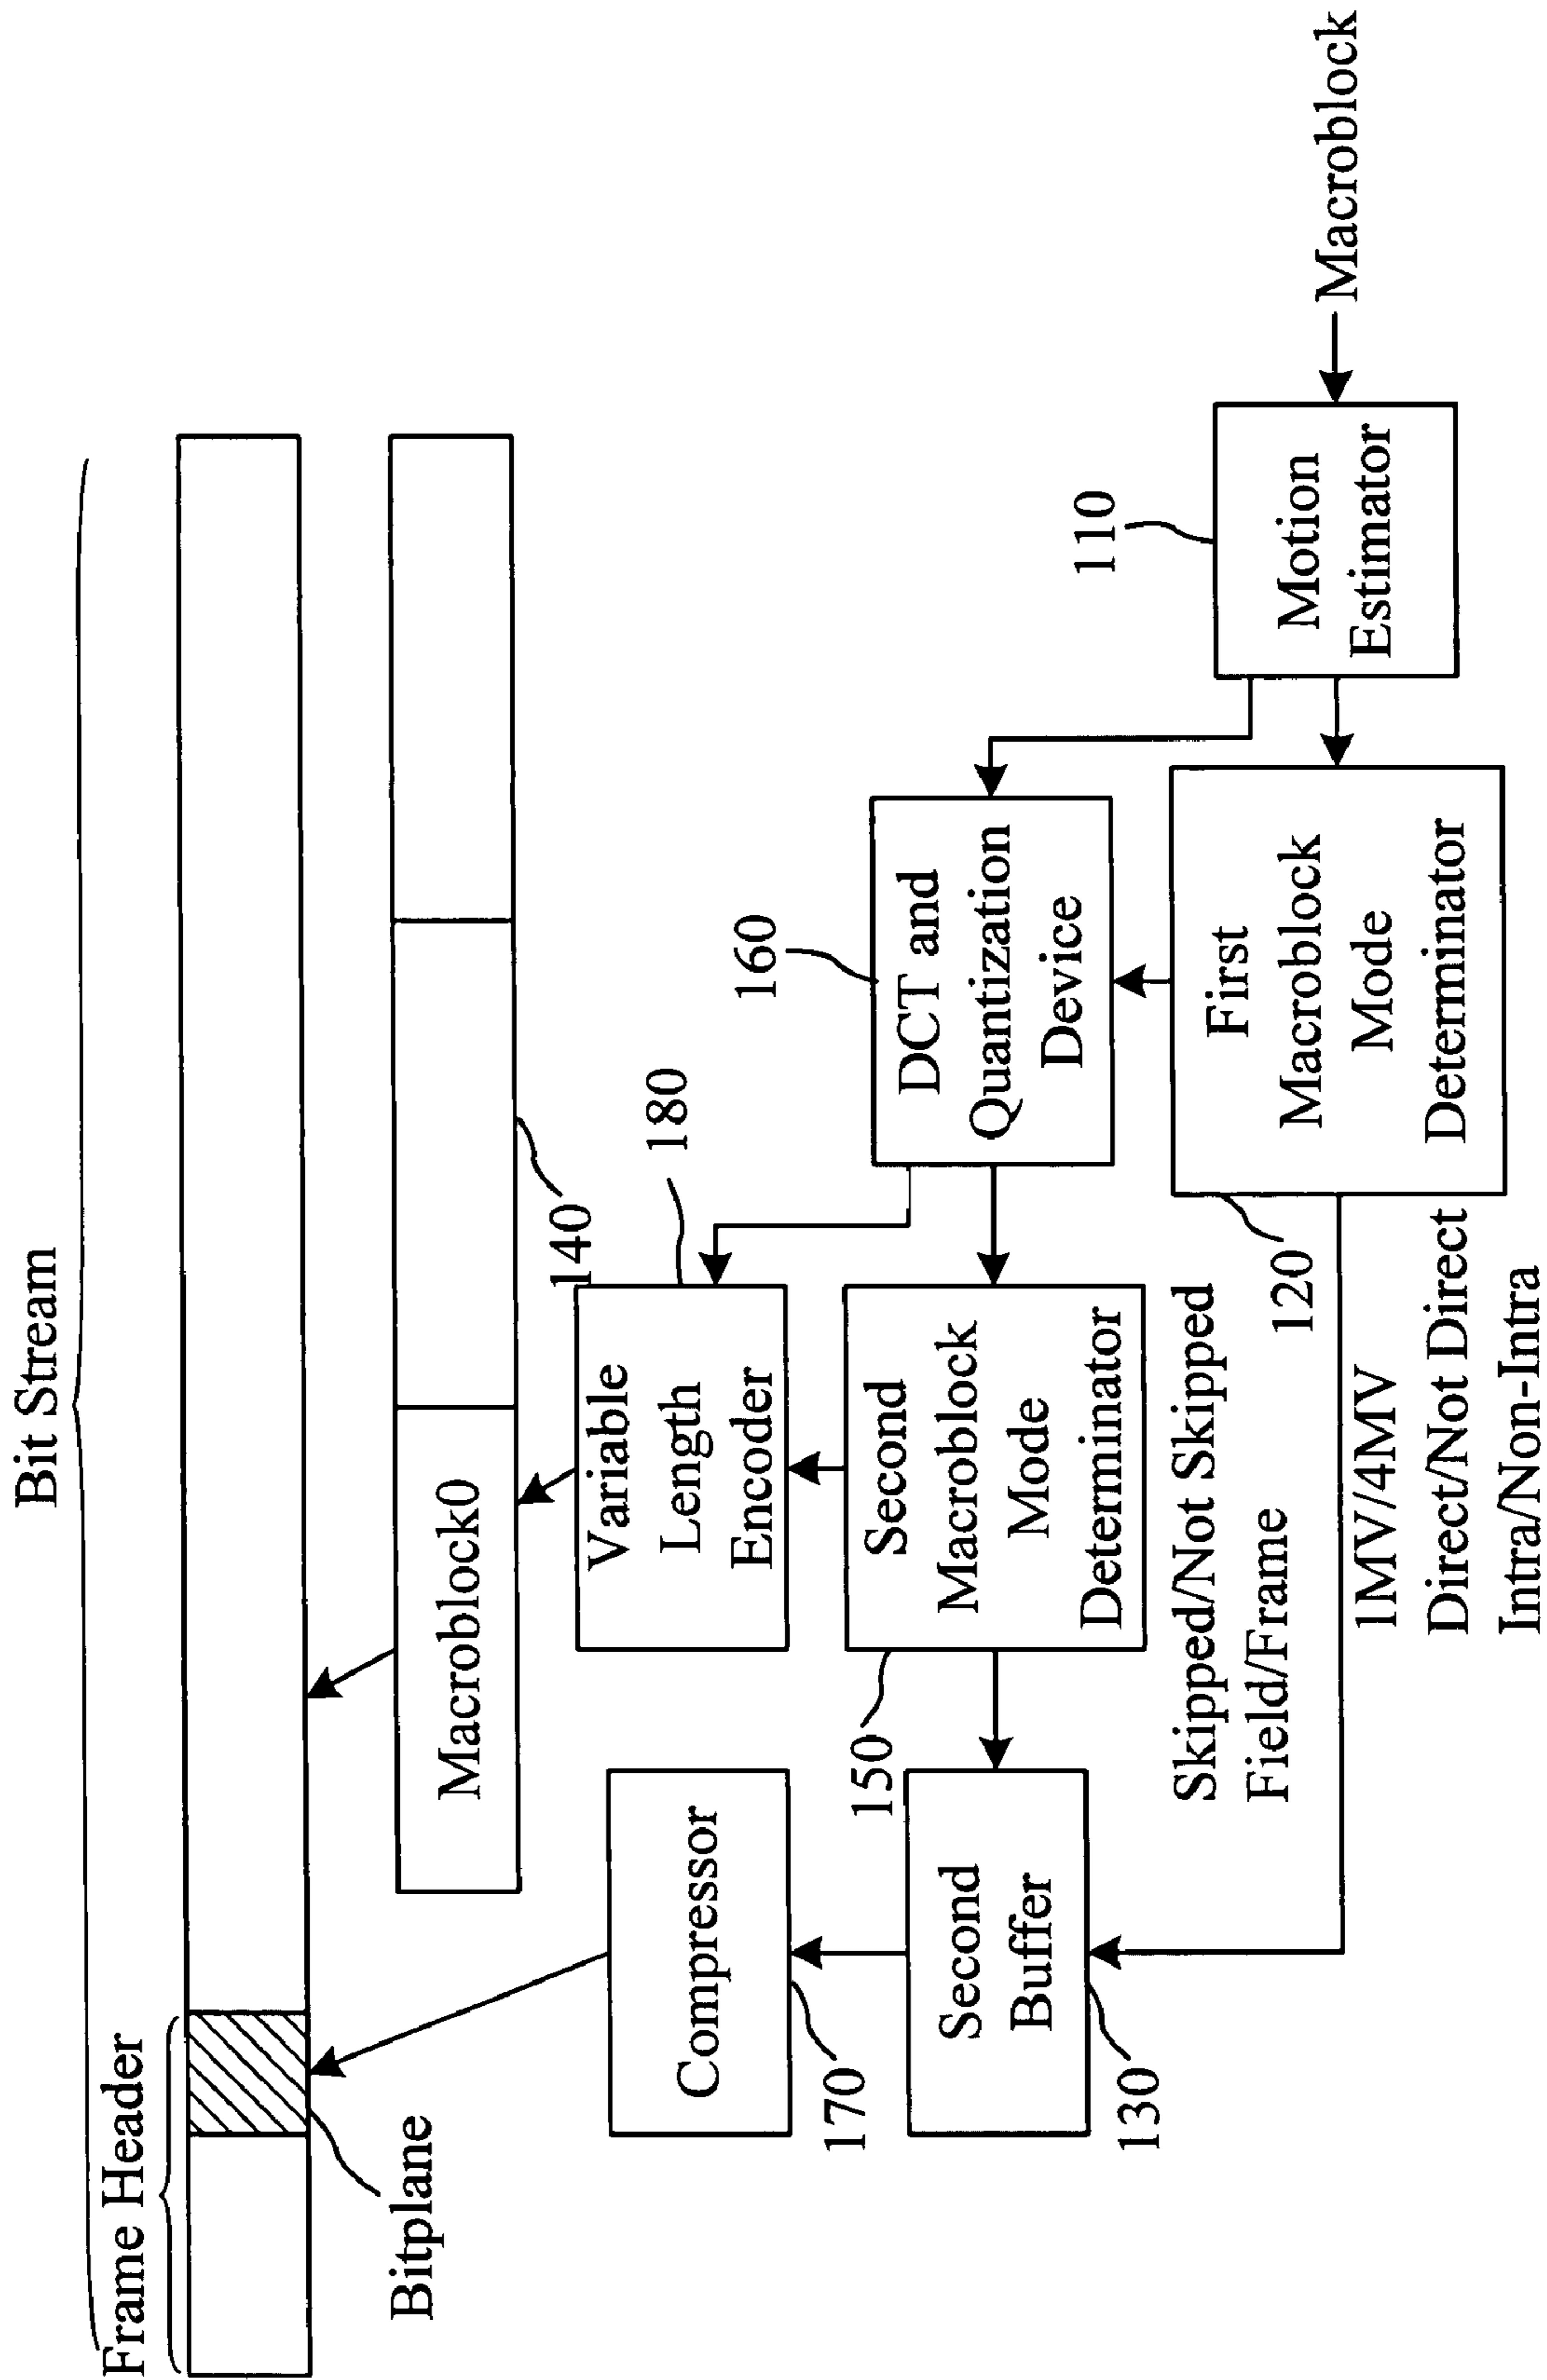 Bit Stream
Frame Header
Bitplane
Macroblock0
140
Compressor
170
Variable
Length
Encoder
180
Second
Buffer
130
Second
Macroblock
Mode
Determinator
150
Skipped/Not Skipped
Field/Frame
DCT and
Quantization
Device
160
First
Macroblock
Mode
Determinator
120
1MV/4MV
Direct/Not Direct
Intra/Non-Intra
Motion
Estimator
110
Macroblock